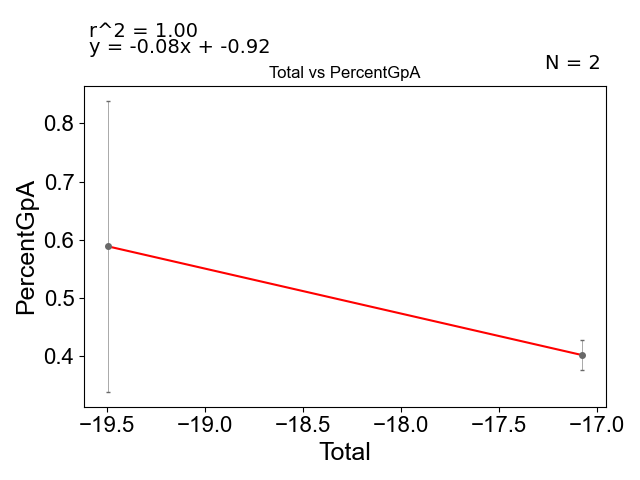 r^2 = 1.00
y = -0.08x + -0.92
N = 2
Total vs PercentGpA
PercentGpA
0.8
0.7
0.6
0.5
0.4
−19.5 −19.0 −18.5 −18.0 −17.5 −17.0
Total